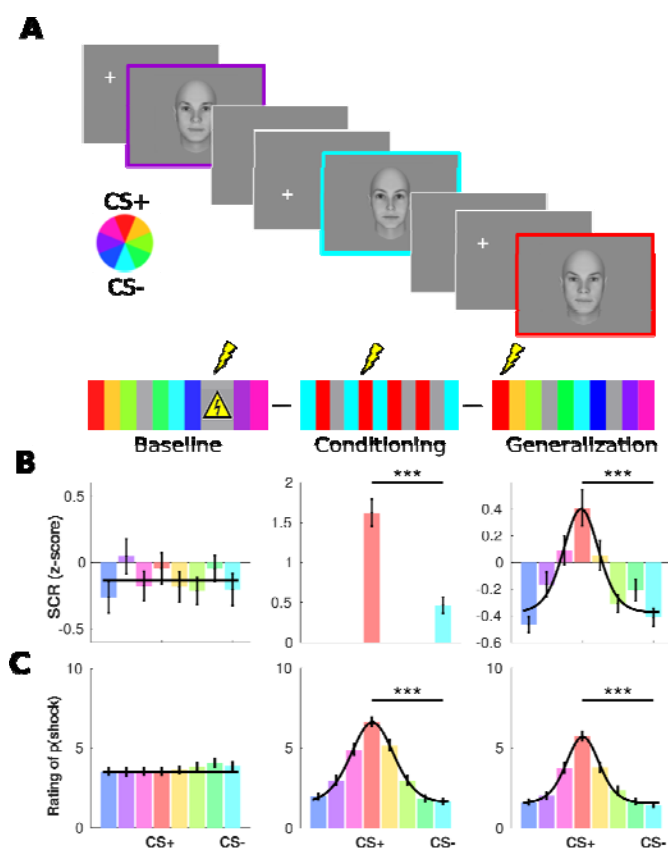 A
CS+
CS-
Baseline
Conditioning
Generalization
B
***
***
SCR (z-score)
0.5
0
-0.5
2
1.5
1
0.5
0
0.4
0.2
0
-0.2
-0.4
-0.6
C
***
***
Rating of p(shock)
10
5
0
10
5
0
10
5
0
CS+ CS-
CS+ CS-
CS+ CS-